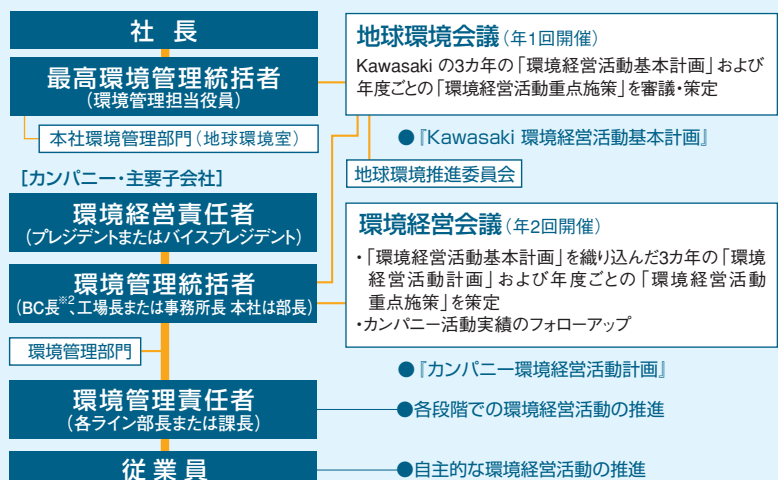 社 長
最高環境管理統括者
（環境管理担当役員）
本社環境管理部門（地球環境室）
［カンパニー・主要子会社］
環境経営責任者
（プレジデントまたはバイスプレジデント）
環境管理統括者
（BC長※2、工場長または事務所長 本社は部長）
環境管理部門
環境管理責任者
（各ライン部長または課長）
従 業 員
地球環境会議（年1回開催）
Kawasaki の3カ年の「環境経営活動基本計画」および
年度ごとの「環境経営活動重点施策」を審議・策定
●『Kawasaki 環境経営活動基本計画』
地球環境推進委員会
環境経営会議（年2回開催）
・「環境経営活動基本計画」を織り込んだ3カ年の「環境
経営活動計画」および年度ごとの「環境経営活動
重点施策」を策定
・カンパニー活動実績のフォローアップ
●『カンパニー環境経営活動計画』
●各段階での環境経営活動の推進
●自主的な環境経営活動の推進